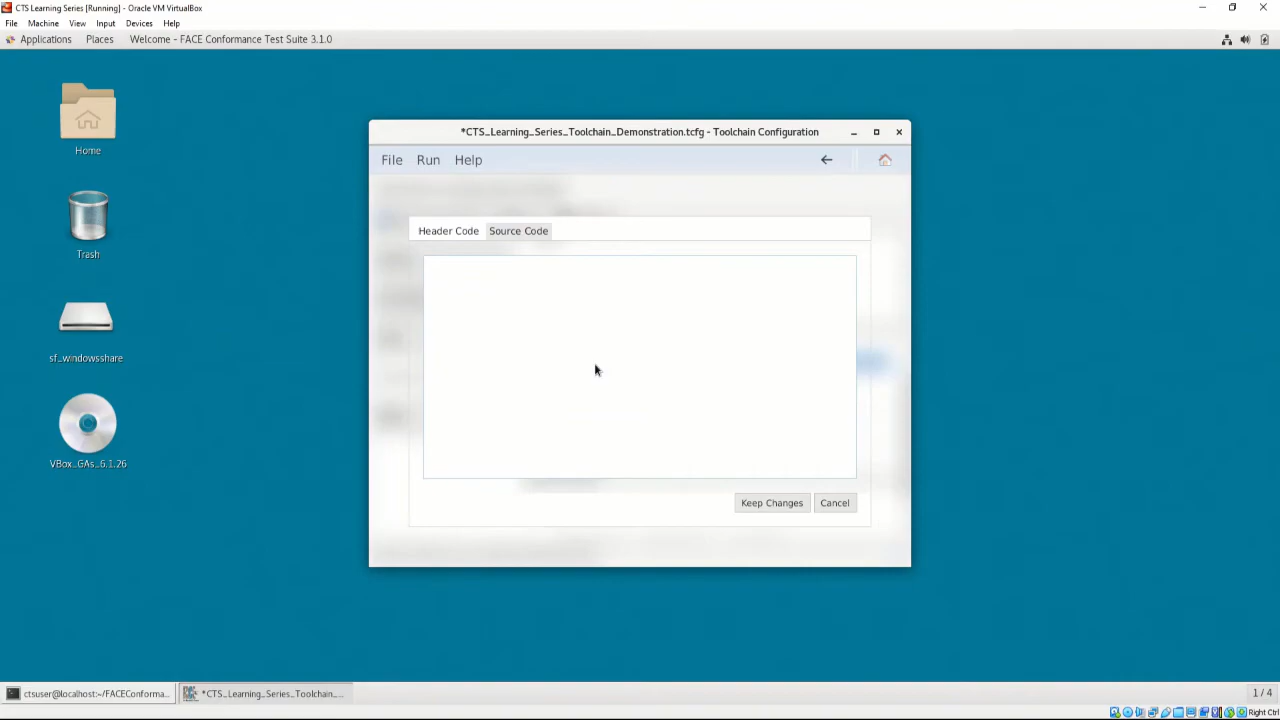 CTS Learning Series [Running] - Oracle VM VirtualBox
File Machine View Input Devices Help
Applications Places Welcome - FACE Conformance Test Suite 3.1.0
Home
Trash
sf_windowsshare
VBox_GAs_6.1.26
*CTS_Learning_Series_Toolchain_Demonstration.tcfg - Toolchain Configuration
File Run Help
Header Code Source Code
Keep Changes Cancel
ctsuser@localhost:~/FACEConforma... *CTS_Learning_Series_Toolchain_... 1 / 4
Right Ctrl